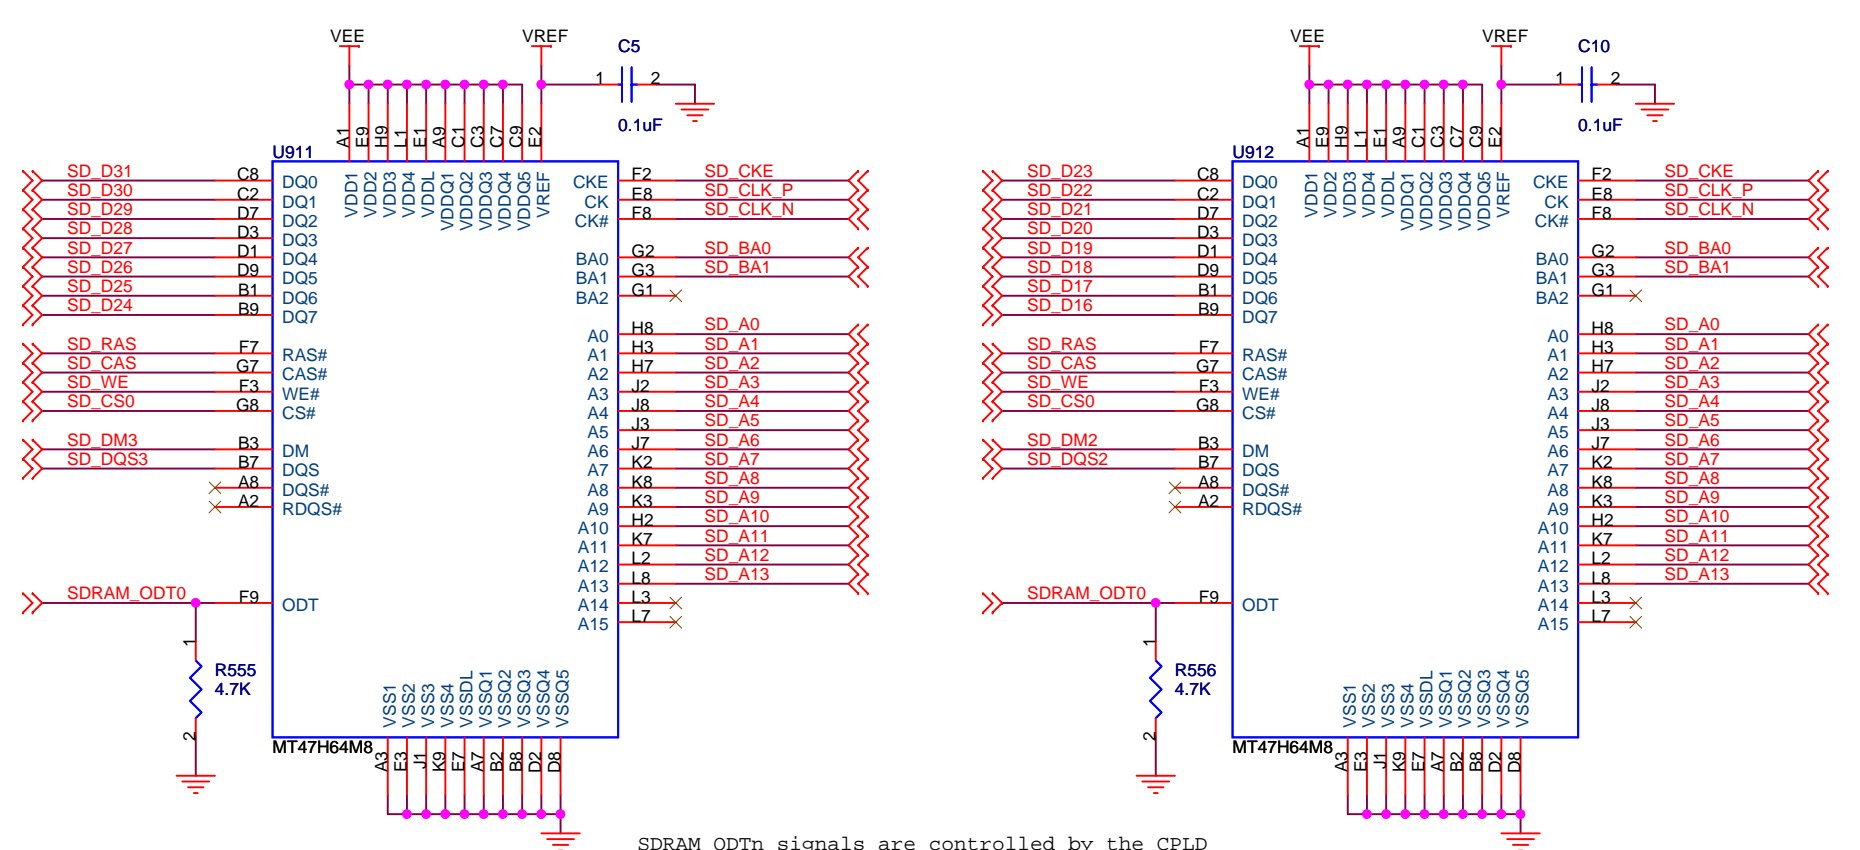 VEE VREF C5
1 2
0.1uF
A1 E9 H9 L1 E1 A9 C1 C3 C7 C9 E2
U911
VDD1 VDD2 VDD3 VDD4 VDDL VDDQ1 VDDQ2 VDDQ3 VDDQ4 VDDQ5 VREF
SD_D31 C8 DQ0
SD_D30 C2 DQ1
SD_D29 D7 DQ2
SD_D28 D3 DQ3
SD_D27 D1 DQ4
SD_D26 D9 DQ5
SD_D25 B1 DQ6
SD_D24 B9 DQ7
SD_RAS F7 RAS#
SD_CAS G7 CAS#
SD_WE F3 WE#
SD_CS0 G8 CS#
SD_DM3 B3 DM
SD_DQS3 B7 DQS
A8 DQS#
A2 RDQS#
SDRAM_ODT0 F9 ODT
CKE F2 SD_CKE
CK E8 SD_CLK_P
CK# F8 SD_CLK_N
BA0 G2 SD_BA0
BA1 G3 SD_BA1
BA2 G1
A0 H8 SD_A0
A1 H3 SD_A1
A2 H7 SD_A2
A3 J2 SD_A3
A4 J8 SD_A4
A5 J3 SD_A5
A6 J7 SD_A6
A7 K2 SD_A7
A8 K8 SD_A8
A9 K3 SD_A9
A10 H2 SD_A10
A11 K7 SD_A11
A12 L2 SD_A12
A13 L8 SD_A13
A14 L3
A15 L7
1
R555
4.7K
2
VSS1 VSS2 VSS3 VSS4 VSSDL VSSQ1 VSSQ2 VSSQ3 VSSQ4 VSSQ5
MT47H64M8
A3 E3 J1 K9 E7 A7 B2 B8 D2 D8
VEE VREF C10
1 2
0.1uF
A1 E9 H9 L1 E1 A9 C1 C3 C7 C9 E2
U912
VDD1 VDD2 VDD3 VDD4 VDDL VDDQ1 VDDQ2 VDDQ3 VDDQ4 VDDQ5 VREF
SD_D23 C8 DQ0
SD_D22 C2 DQ1
SD_D21 D7 DQ2
SD_D20 D3 DQ3
SD_D19 D1 DQ4
SD_D18 D9 DQ5
SD_D17 B1 DQ6
SD_D16 B9 DQ7
SD_RAS F7 RAS#
SD_CAS G7 CAS#
SD_WE F3 WE#
SD_CS0 G8 CS#
SD_DM2 B3 DM
SD_DQS2 B7 DQS
A8 DQS#
A2 RDQS#
SDRAM_ODT0 F9 ODT
CKE F2 SD_CKE
CK E8 SD_CLK_P
CK# F8 SD_CLK_N
BA0 G2 SD_BA0
BA1 G3 SD_BA1
BA2 G1
A0 H8 SD_A0
A1 H3 SD_A1
A2 H7 SD_A2
A3 J2 SD_A3
A4 J8 SD_A4
A5 J3 SD_A5
A6 J7 SD_A6
A7 K2 SD_A7
A8 K8 SD_A8
A9 K3 SD_A9
A10 H2 SD_A10
A11 K7 SD_A11
A12 L2 SD_A12
A13 L8 SD_A13
A14 L3
A15 L7
1
R556
4.7K
2
VSS1 VSS2 VSS3 VSS4 VSSDL VSSQ1 VSSQ2 VSSQ3 VSSQ4 VSSQ5
MT47H64M8
A3 E3 J1 K9 E7 A7 B2 B8 D2 D8
SDRAM ODTn signals are controlled by the CPLD